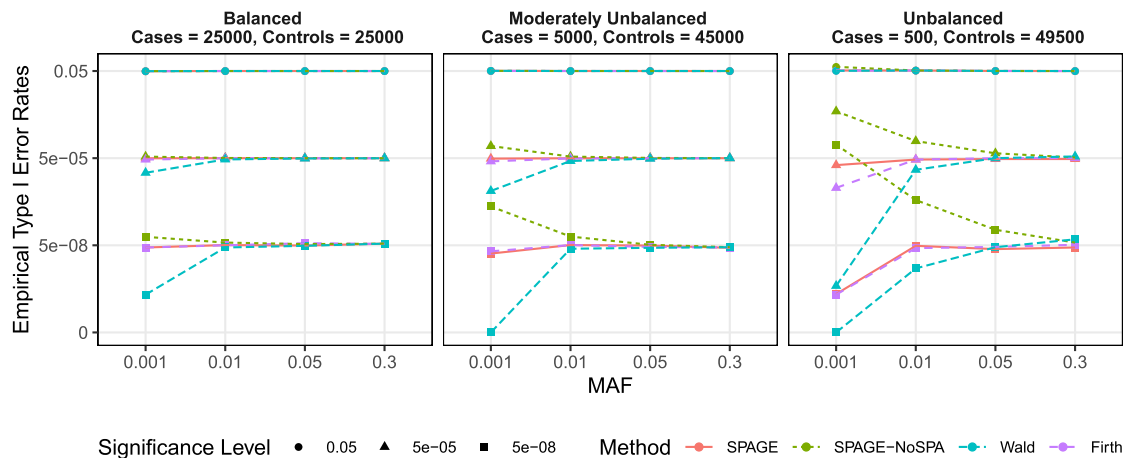 Balanced
Cases = 25000, Controls = 25000
Moderately Unbalanced
Cases = 5000, Controls = 45000
Unbalanced
Cases = 500, Controls = 49500
Empirical Type I Error Rates
0.05
5e−05
5e−08
0
0.001 0.01 0.05 0.3
0.001 0.01 0.05 0.3
0.001 0.01 0.05 0.3
MAF
Significance Level 0.05 5e−05 5e−08 Method SPAGE SPAGE−NoSPA Wald Firth